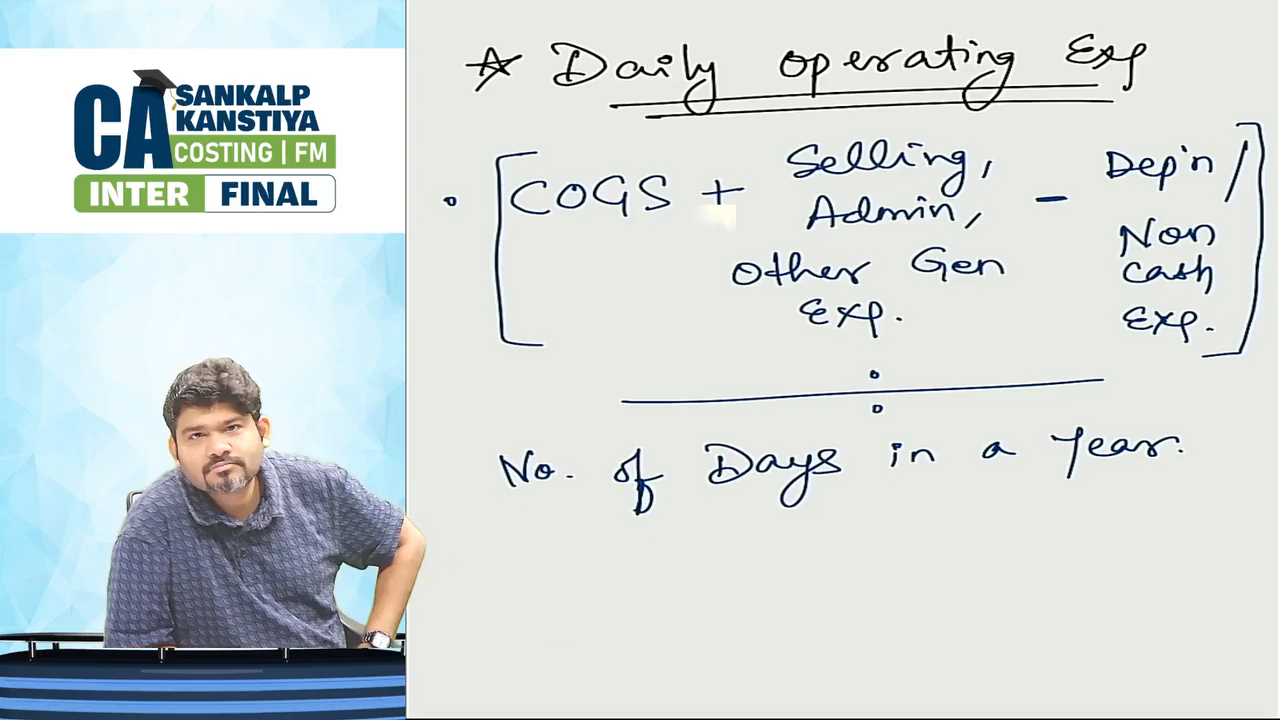 CA SANKALP KANSTIYA
COSTING | FM
INTER FINAL
☆ Daily operating Exp
[COGS + Selling, Admin, Other Gen Exp. - Dep'n / Non Cash Exp.]
÷
No. of Days in a Year.